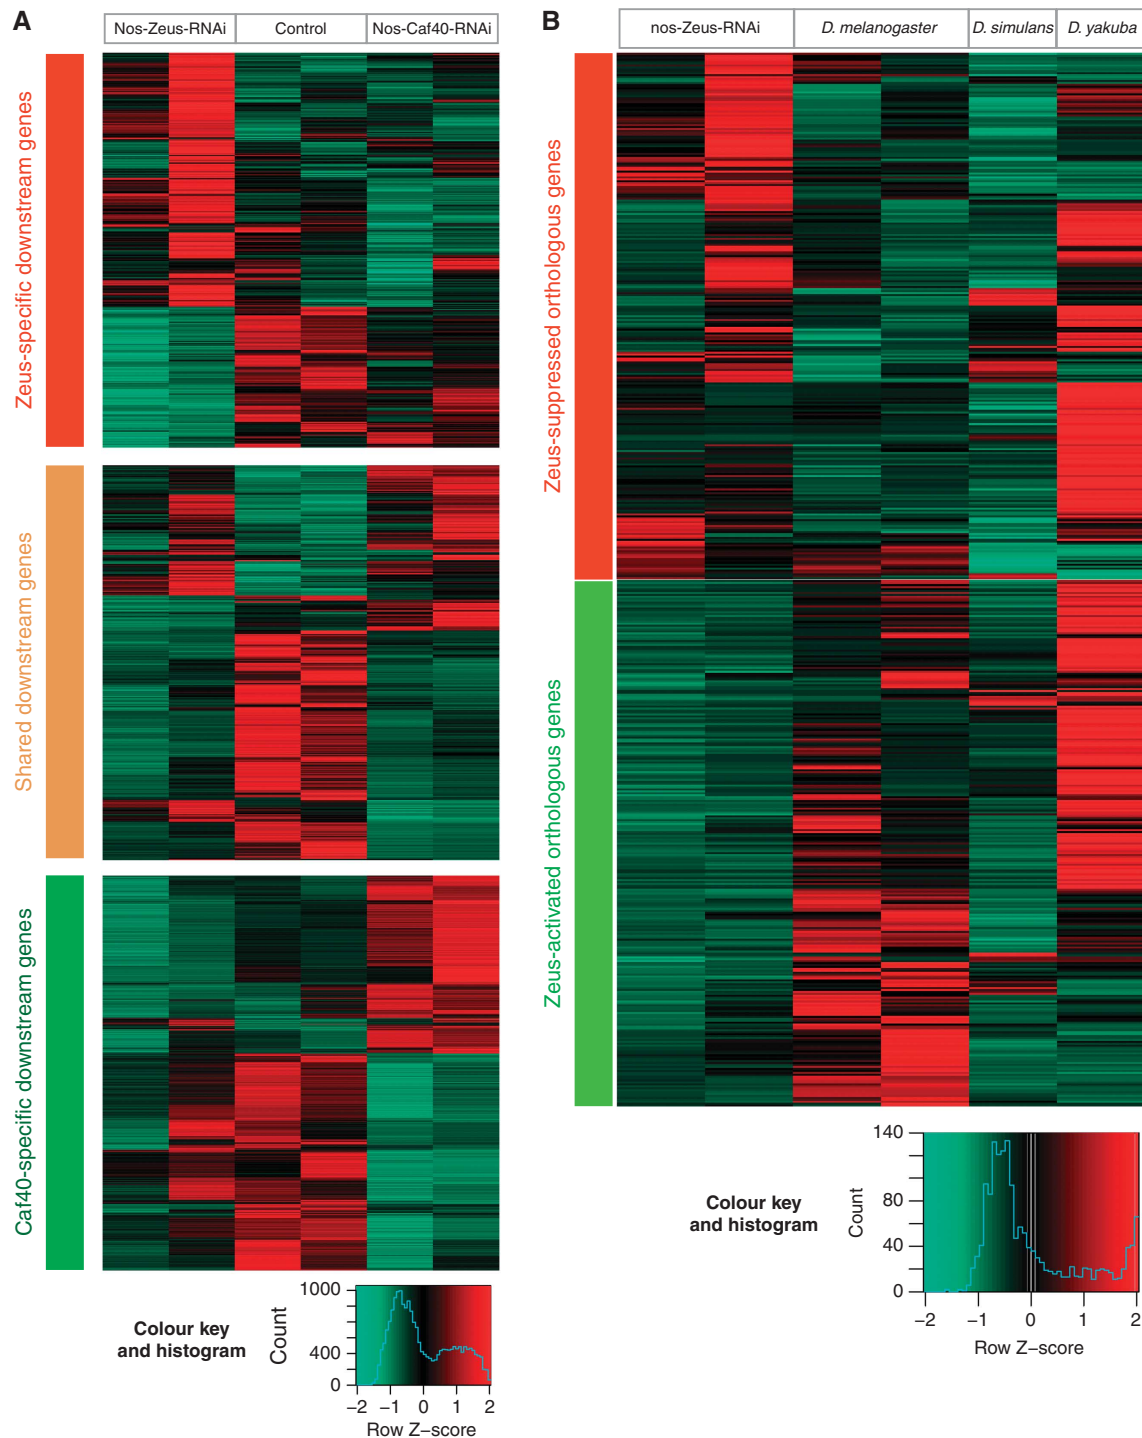 A
Nos-Zeus-RNAi
Control
Nos-Caf40-RNAi
Zeus-specific downstream genes
Shared downstream genes
Caf40-specific downstream genes
Colour key
and histogram
Count
1000
400
0
−2 −1 0 1 2
Row Z−score
B
nos-Zeus-RNAi
D. melanogaster
D. simulans
D. yakuba
Zeus-suppressed orthologous genes
Zeus-activated orthologous genes
Colour key
and histogram
Count
140
80
40
0
−2 −1 0 1 2
Row Z−score